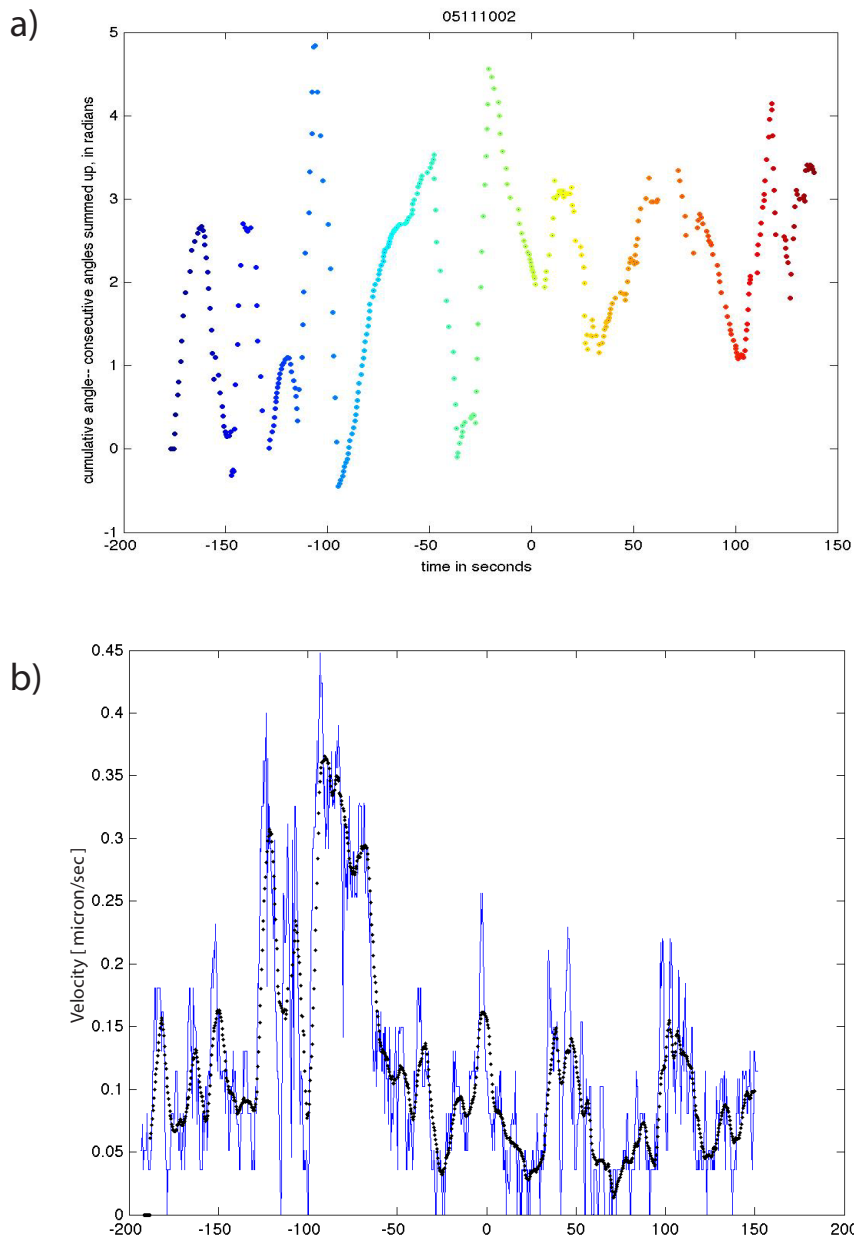 a)
05111002
5
4
3
2
1
0
-1
cumulative angle-- consecutive angles summed up, in radians
-200 -150 -100 -50 0 50 100 150
time in seconds
b)
0.45
0.4
0.35
0.3
0.25
0.2
0.15
0.1
0.05
0
Velocity [ micron/sec ]
-200 -150 -100 -50 0 50 100 150 200